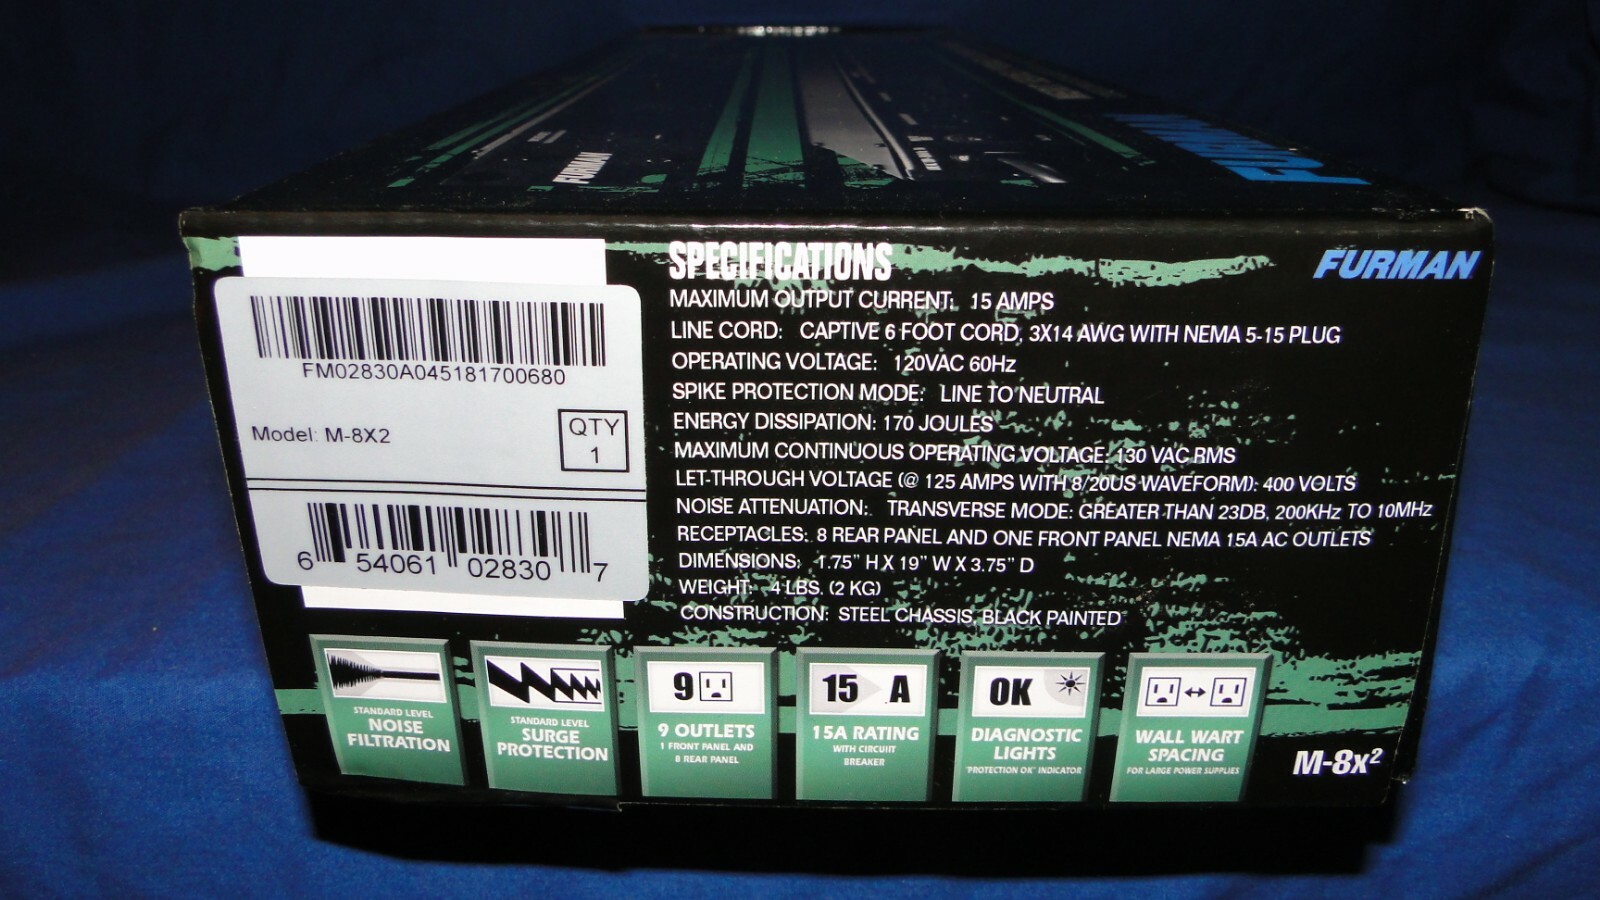 FURMAN
FURMAN
FM02830A045181700680
Model: M-8X2
QTY
1
6 54061 02830 7
SPECIFICATIONS
FURMAN
MAXIMUM OUTPUT CURRENT: 15 AMPS
LINE CORD: CAPTIVE 6 FOOT CORD, 3X14 AWG WITH NEMA 5-15 PLUG
OPERATING VOLTAGE: 120VAC 60Hz
SPIKE PROTECTION MODE: LINE TO NEUTRAL
ENERGY DISSIPATION: 170 JOULES
MAXIMUM CONTINUOUS OPERATING VOLTAGE: 130 VAC RMS
LET-THROUGH VOLTAGE (@ 125 AMPS WITH 8/20US WAVEFORM): 400 VOLTS
NOISE ATTENUATION: TRANSVERSE MODE: GREATER THAN 23DB, 200KHz TO 10MHz
RECEPTACLES: 8 REAR PANEL AND ONE FRONT PANEL NEMA 15A AC OUTLETS
DIMENSIONS: 1.75" H X 19" W X 3.75" D
WEIGHT: 4 LBS. (2 KG)
CONSTRUCTION: STEEL CHASSIS, BLACK PAINTED
STANDARD LEVEL
NOISE
FILTRATION
STANDARD LEVEL
SURGE
PROTECTION
9
9 OUTLETS
1 FRONT PANEL AND
8 REAR PANEL
15 A
15A RATING
WITH CIRCUIT
BREAKER
OK
DIAGNOSTIC
LIGHTS
"PROTECTION OK" INDICATOR
WALL WART
SPACING
FOR LARGE POWER SUPPLIES
M-8x²